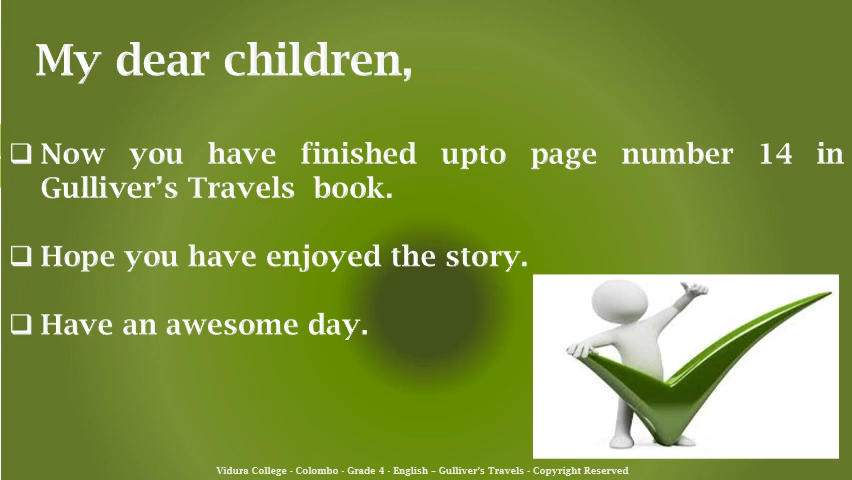 My dear children,
❑ Now you have finished upto page number 14 in
Gulliver’s Travels book.
❑ Hope you have enjoyed the story.
❑ Have an awesome day.
Vidura College - Colombo - Grade 4 - English – Gulliver's Travels - Copyright Reserved